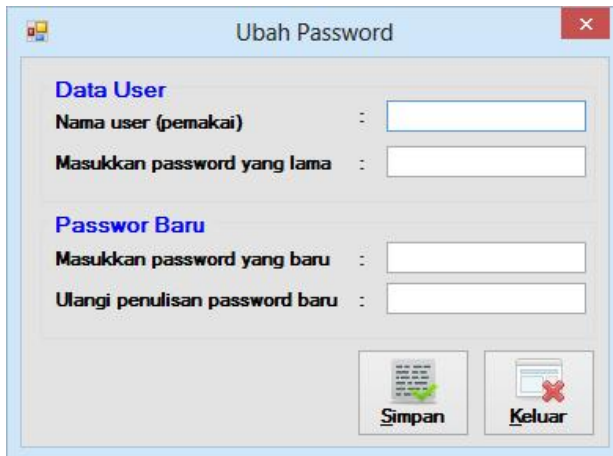 Ubah Password
Data User
Nama user (pemakai) :
Masukkan password yang lama :
Passwor Baru
Masukkan password yang baru :
Ulangi penulisan password baru :
Simpan Keluar